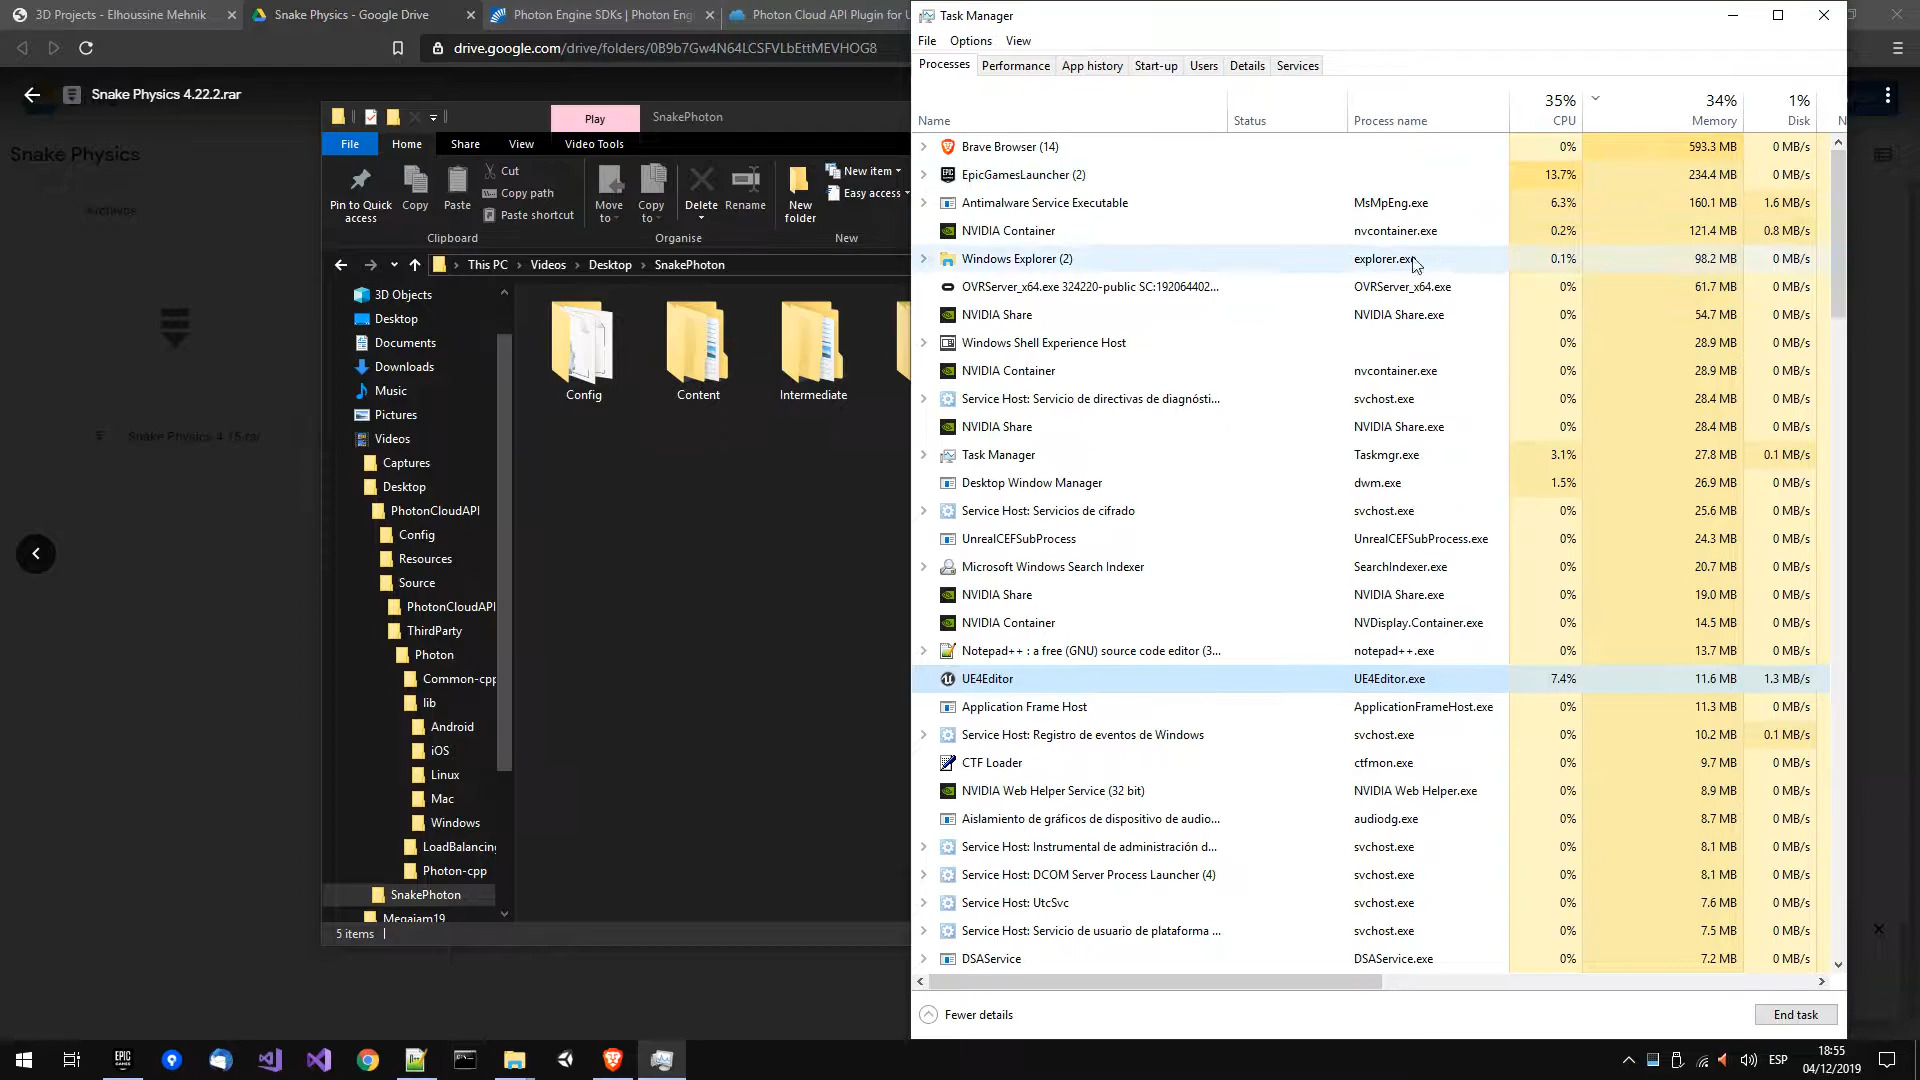 3D Projects - Elhoussine Mehnik
Snake Physics - Google Drive
Photon Engine SDKs | Photon Eng
Photon Cloud API Plugin for U
drive.google.com/drive/folders/0B9b7Gw4N64LCSFVLbEttMEVHOG8
Snake Physics 4.22.2.rar
Snake Physics
Archivos
Snake Physics 4.15.rar
Play
SnakePhoton
File
Home
Share
View
Video Tools
Pin to Quick access
Copy
Paste
Cut
Copy path
Paste shortcut
Move to
Copy to
Delete
Rename
New folder
New item
Easy access
Clipboard
Organise
New
This PC
Videos
Desktop
SnakePhoton
3D Objects
Desktop
Documents
Downloads
Music
Pictures
Videos
Captures
Desktop
PhotonCloudAPI
Config
Resources
Source
PhotonCloudAPI
ThirdParty
Photon
Common-cpp
lib
Android
iOS
Linux
Mac
Windows
LoadBalancing
Photon-cpp
SnakePhoton
Megajam19
Config
Content
Intermediate
5 items
Task Manager
File Options View
Processes Performance App history Start-up Users Details Services
35% 34% 1%
Name Status Process name CPU Memory Disk N
Brave Browser (14) 0% 593.3 MB 0 MB/s
EpicGamesLauncher (2) 13.7% 234.4 MB 0 MB/s
Antimalware Service Executable MsMpEng.exe 6.3% 160.1 MB 1.6 MB/s
NVIDIA Container nvcontainer.exe 0.2% 121.4 MB 0.8 MB/s
Windows Explorer (2) explorer.exe 0.1% 98.2 MB 0 MB/s
OVRServer_x64.exe 324220-public SC:192064402... OVRServer_x64.exe 0% 61.7 MB 0 MB/s
NVIDIA Share NVIDIA Share.exe 0% 54.7 MB 0 MB/s
Windows Shell Experience Host 0% 28.9 MB 0 MB/s
NVIDIA Container nvcontainer.exe 0% 28.9 MB 0 MB/s
Service Host: Servicio de directivas de diagnósti... svchost.exe 0% 28.4 MB 0 MB/s
NVIDIA Share NVIDIA Share.exe 0% 28.4 MB 0 MB/s
Task Manager Taskmgr.exe 3.1% 27.8 MB 0.1 MB/s
Desktop Window Manager dwm.exe 1.5% 26.9 MB 0 MB/s
Service Host: Servicios de cifrado svchost.exe 0% 25.6 MB 0 MB/s
UnrealCEFSubProcess UnrealCEFSubProcess.exe 0% 24.3 MB 0 MB/s
Microsoft Windows Search Indexer SearchIndexer.exe 0% 20.7 MB 0 MB/s
NVIDIA Share NVIDIA Share.exe 0% 19.0 MB 0 MB/s
NVIDIA Container NVDisplay.Container.exe 0% 14.5 MB 0 MB/s
Notepad++ : a free (GNU) source code editor (3... notepad++.exe 0% 13.7 MB 0 MB/s
UE4Editor UE4Editor.exe 7.4% 11.6 MB 1.3 MB/s
Application Frame Host ApplicationFrameHost.exe 0% 11.3 MB 0 MB/s
Service Host: Registro de eventos de Windows svchost.exe 0% 10.2 MB 0.1 MB/s
CTF Loader ctfmon.exe 0% 9.7 MB 0 MB/s
NVIDIA Web Helper Service (32 bit) NVIDIA Web Helper.exe 0% 8.9 MB 0 MB/s
Aislamiento de gráficos de dispositivo de audio... audiodg.exe 0% 8.7 MB 0 MB/s
Service Host: Instrumental de administración d... svchost.exe 0% 8.1 MB 0 MB/s
Service Host: DCOM Server Process Launcher (4) svchost.exe 0% 8.1 MB 0 MB/s
Service Host: UtcSvc svchost.exe 0% 7.6 MB 0 MB/s
Service Host: Servicio de usuario de plataforma ... svchost.exe 0% 7.5 MB 0 MB/s
DSAService DSAService.exe 0% 7.2 MB 0 MB/s
Fewer details
End task
EPIC GAMES
ESP
18:55
04/12/2019